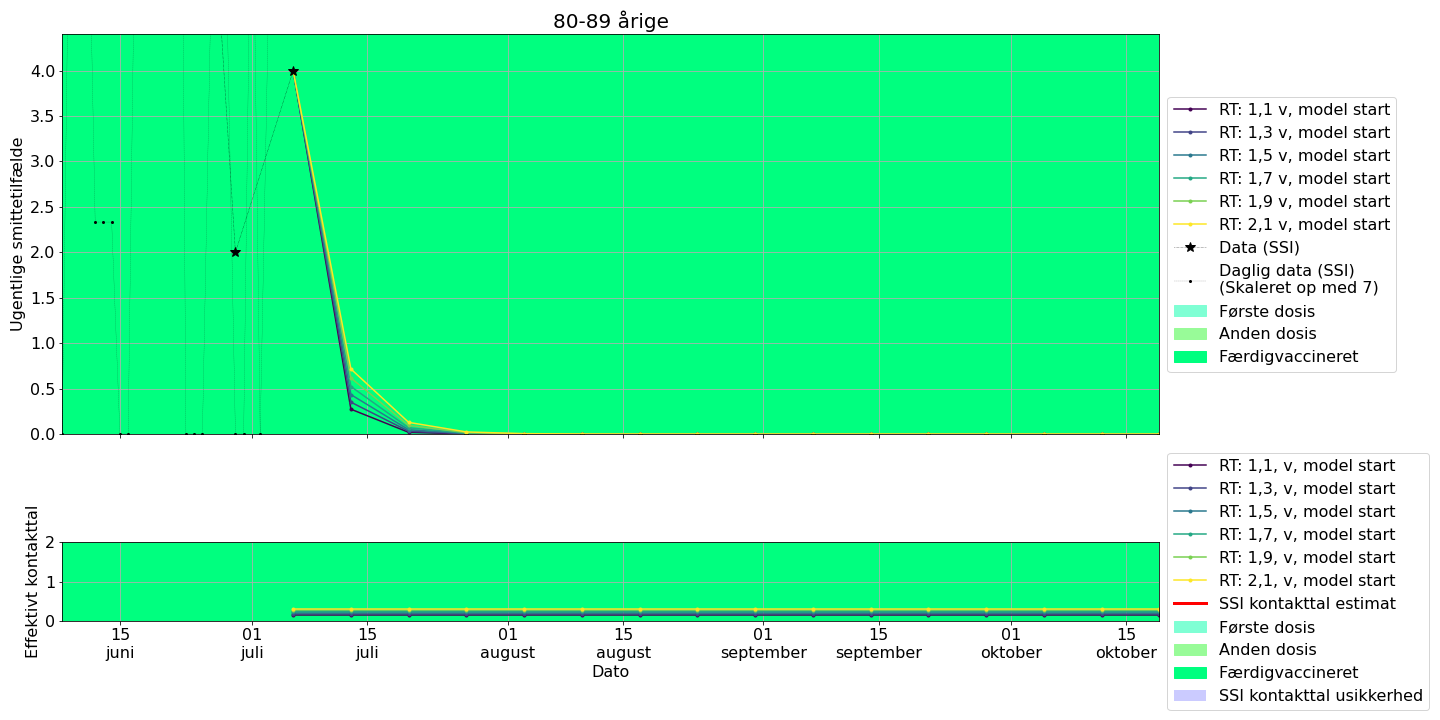 80-89 årige
Ugentlige smittetilfælde
4.0
3.5
3.0
2.5
2.0
1.5
1.0
0.5
0.0
RT: 1,1 v, model start
RT: 1,3 v, model start
RT: 1,5 v, model start
RT: 1,7 v, model start
RT: 1,9 v, model start
RT: 2,1 v, model start
Data (SSI)
Daglig data (SSI)
(Skaleret op med 7)
Første dosis
Anden dosis
Færdigvaccineret
Effektivt kontakttal
2
1
0
15 01 15 01 15 01 15 01 15
juni juli juli august august september september oktober oktober
Dato
RT: 1,1, v, model start
RT: 1,3, v, model start
RT: 1,5, v, model start
RT: 1,7, v, model start
RT: 1,9, v, model start
RT: 2,1, v, model start
SSI kontakttal estimat
Første dosis
Anden dosis
Færdigvaccineret
SSI kontakttal usikkerhed